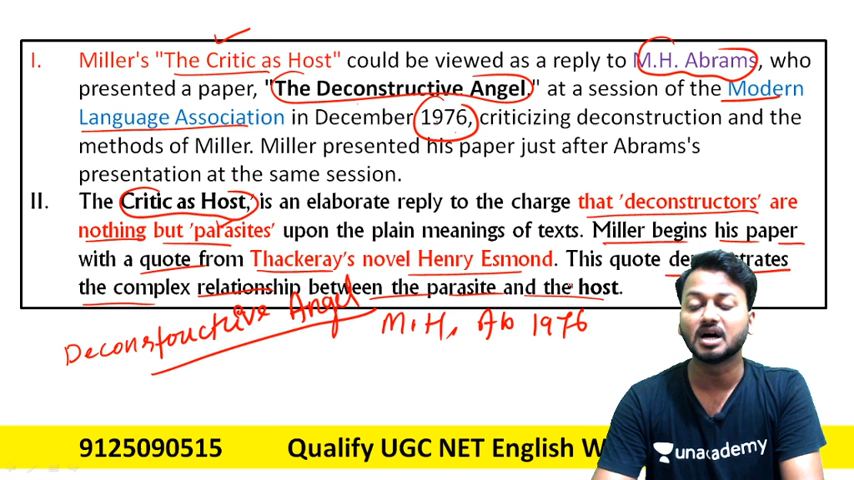 I. Miller's "The Critic as Host" could be viewed as a reply to M.H. Abrams, who
presented a paper, "The Deconstructive Angel." at a session of the Modern
Language Association in December 1976, criticizing deconstruction and the
methods of Miller. Miller presented his paper just after Abrams's
presentation at the same session.
II. The Critic as Host, is an elaborate reply to the charge that 'deconstructors' are
nothing but 'parasites' upon the plain meanings of texts. Miller begins his paper
with a quote from Thackeray's novel Henry Esmond. This quote demonstrates
the complex relationship between the parasite and the host.
Deconstructive Angel
M.H. Ab 1976
9125090515 Qualify UGC NET English W
unacademy